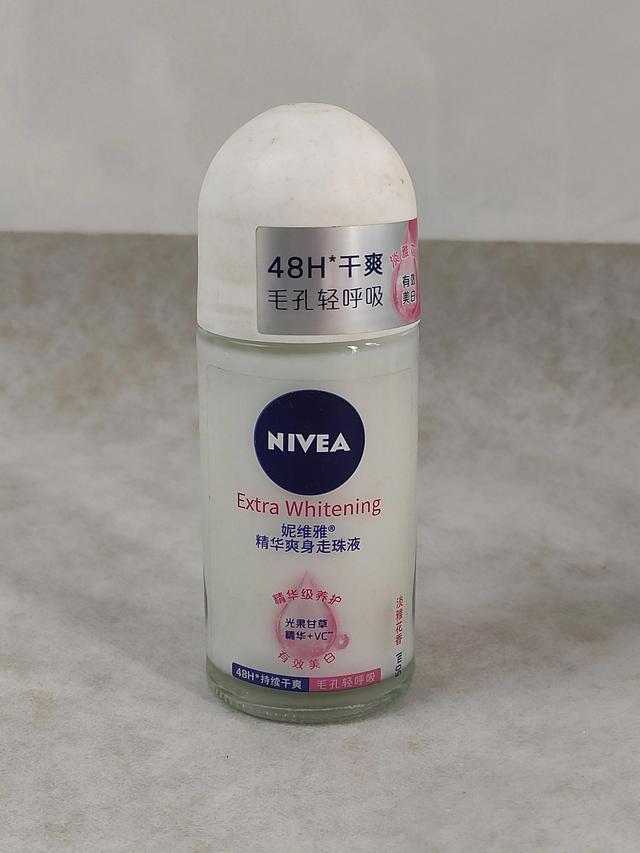 48H*干爽
毛孔轻呼吸
淡雅
有效
美白
NIVEA
Extra Whitening
妮维雅®
精华爽身走珠液
精华级养护
光果甘草
精华+VC**
有效美白
淡雅花香
50ml
48H*持续干爽
毛孔轻呼吸